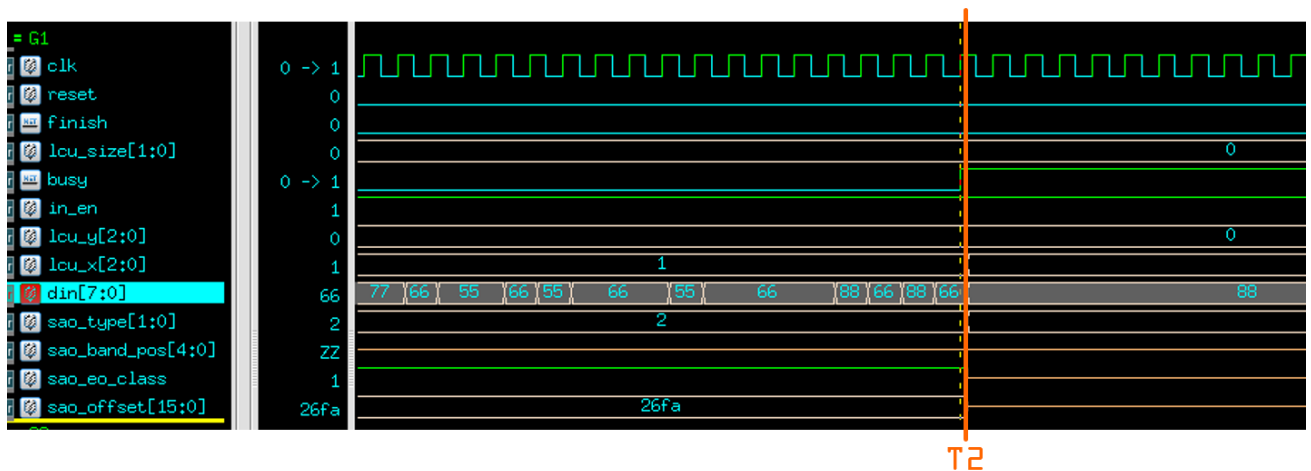 = G1
clk 0 -> 1
reset 0
finish 0
lcu_size[1:0] 0 0
busy 0 -> 1
in_en 1
lcu_y[2:0] 0 0
lcu_x[2:0] 1 1
din[7:0] 66 77 66 55 66 55 66 55 66 88 66 88 66 88
sao_type[1:0] 2 2
sao_band_pos[4:0] ZZ
sao_eo_class 1
sao_offset[15:0] 26fa 26fa
T2